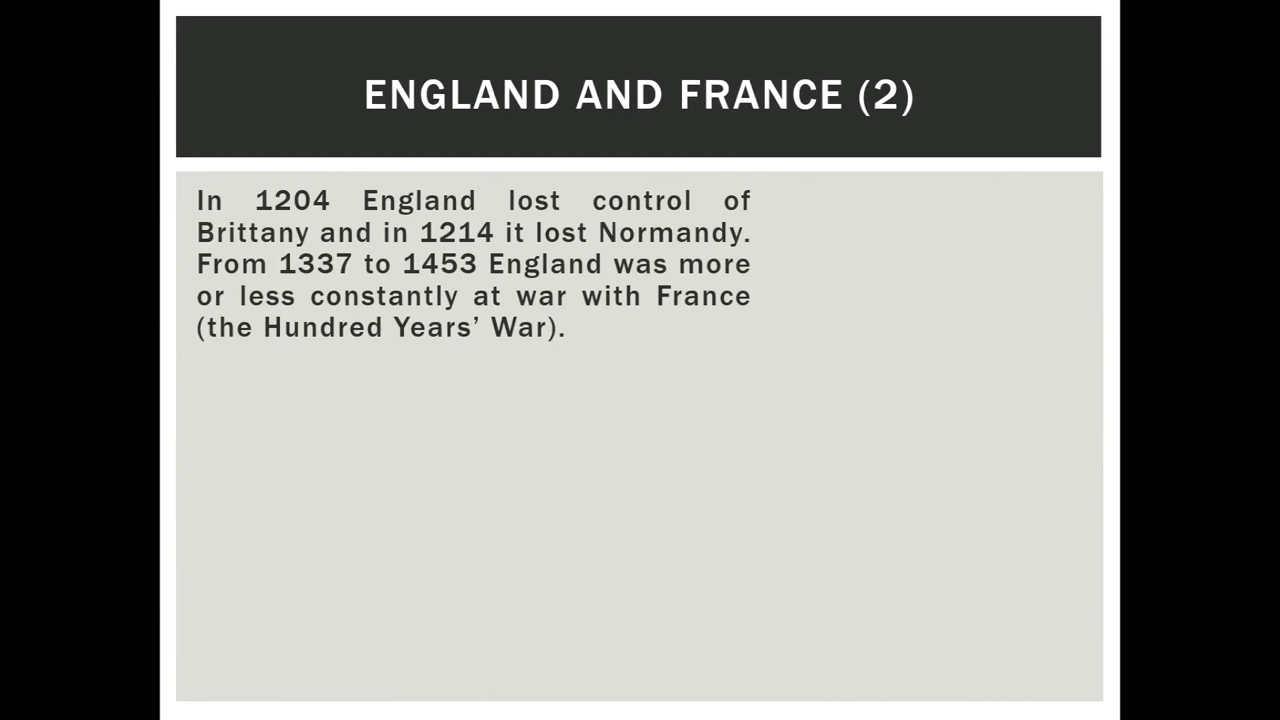 ENGLAND AND FRANCE (2)
In 1204 England lost control of
Brittany and in 1214 it lost Normandy.
From 1337 to 1453 England was more
or less constantly at war with France
(the Hundred Years’ War).